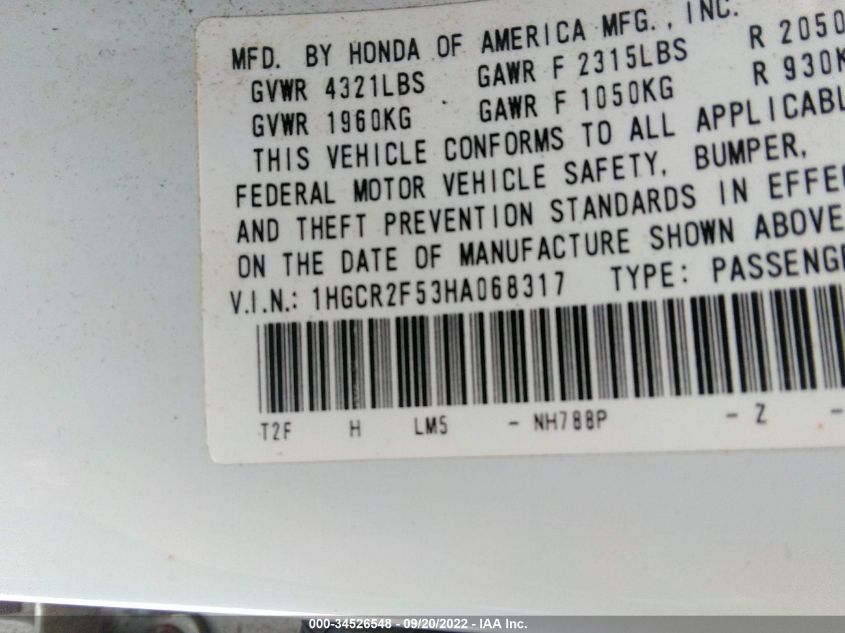 MFD. BY HONDA OF AMERICA MFG., INC.
GVWR 4321LBS GAWR F 2315LBS R 2050
GVWR 1960KG GAWR F 1050KG R 930K
THIS VEHICLE CONFORMS TO ALL APPLICABL
FEDERAL MOTOR VEHICLE SAFETY, BUMPER,
AND THEFT PREVENTION STANDARDS IN EFFE
ON THE DATE OF MANUFACTURE SHOWN ABOVE
V.I.N.: 1HGCR2F53HA068317 TYPE: PASSENGE
T2F H LM5 - NH788P - Z -
000-34526548 - 09/20/2022 - IAA Inc.